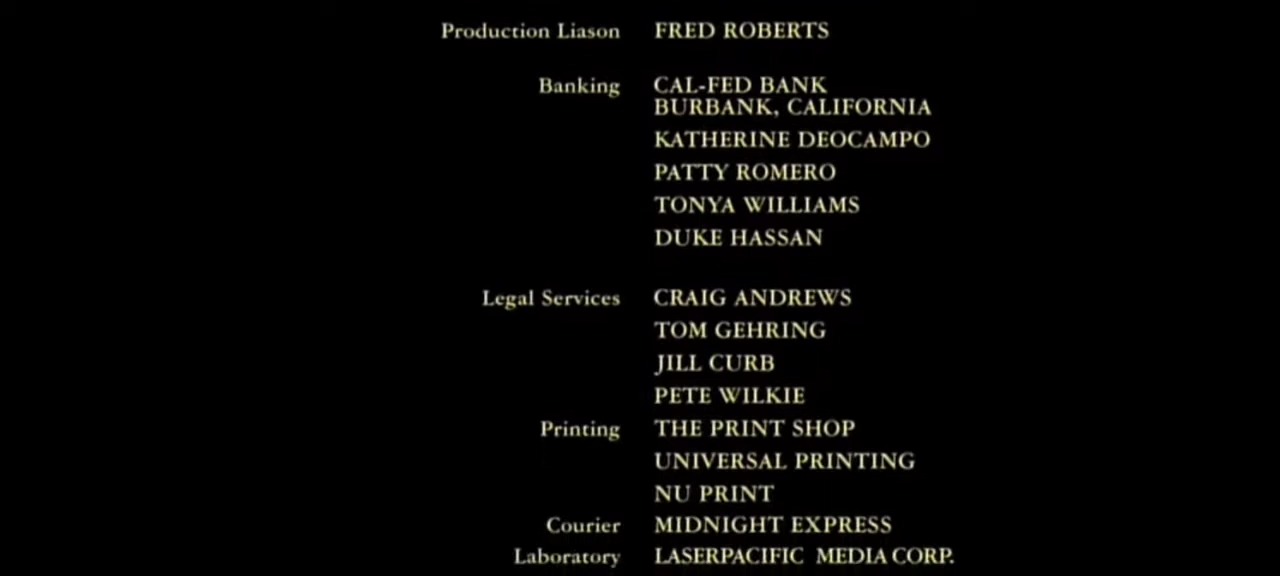 Production Liason FRED ROBERTS
Banking CAL-FED BANK
BURBANK, CALIFORNIA
KATHERINE DEOCAMPO
PATTY ROMERO
TONYA WILLIAMS
DUKE HASSAN
Legal Services CRAIG ANDREWS
TOM GEHRING
JILL CURB
PETE WILKIE
Printing THE PRINT SHOP
UNIVERSAL PRINTING
NU PRINT
Courier MIDNIGHT EXPRESS
Laboratory LASERPACIFIC MEDIA CORP.